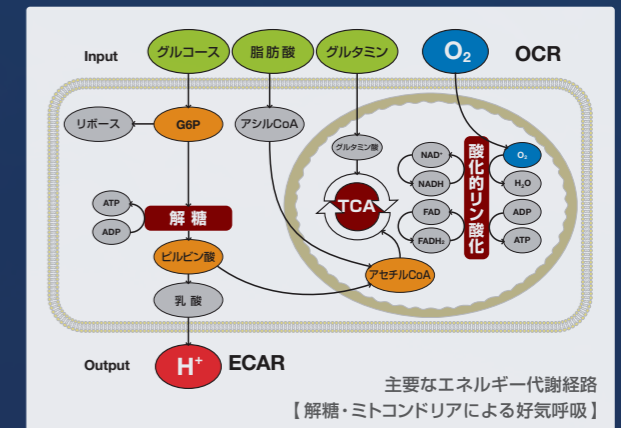 Input
グルコース
脂肪酸
グルタミン
O₂
OCR
リボース
G6P
アシルCoA
グルタミン酸
NAD⁺
NADH
酸化的リン酸化
O₂
H₂O
ATP
ADP
解糖
TCA
FAD
FADH₂
ADP
ATP
ピルビン酸
アセチルCoA
乳酸
Output
H⁺
ECAR
主要なエネルギー代謝経路
【解糖・ミトコンドリアによる好気呼吸】